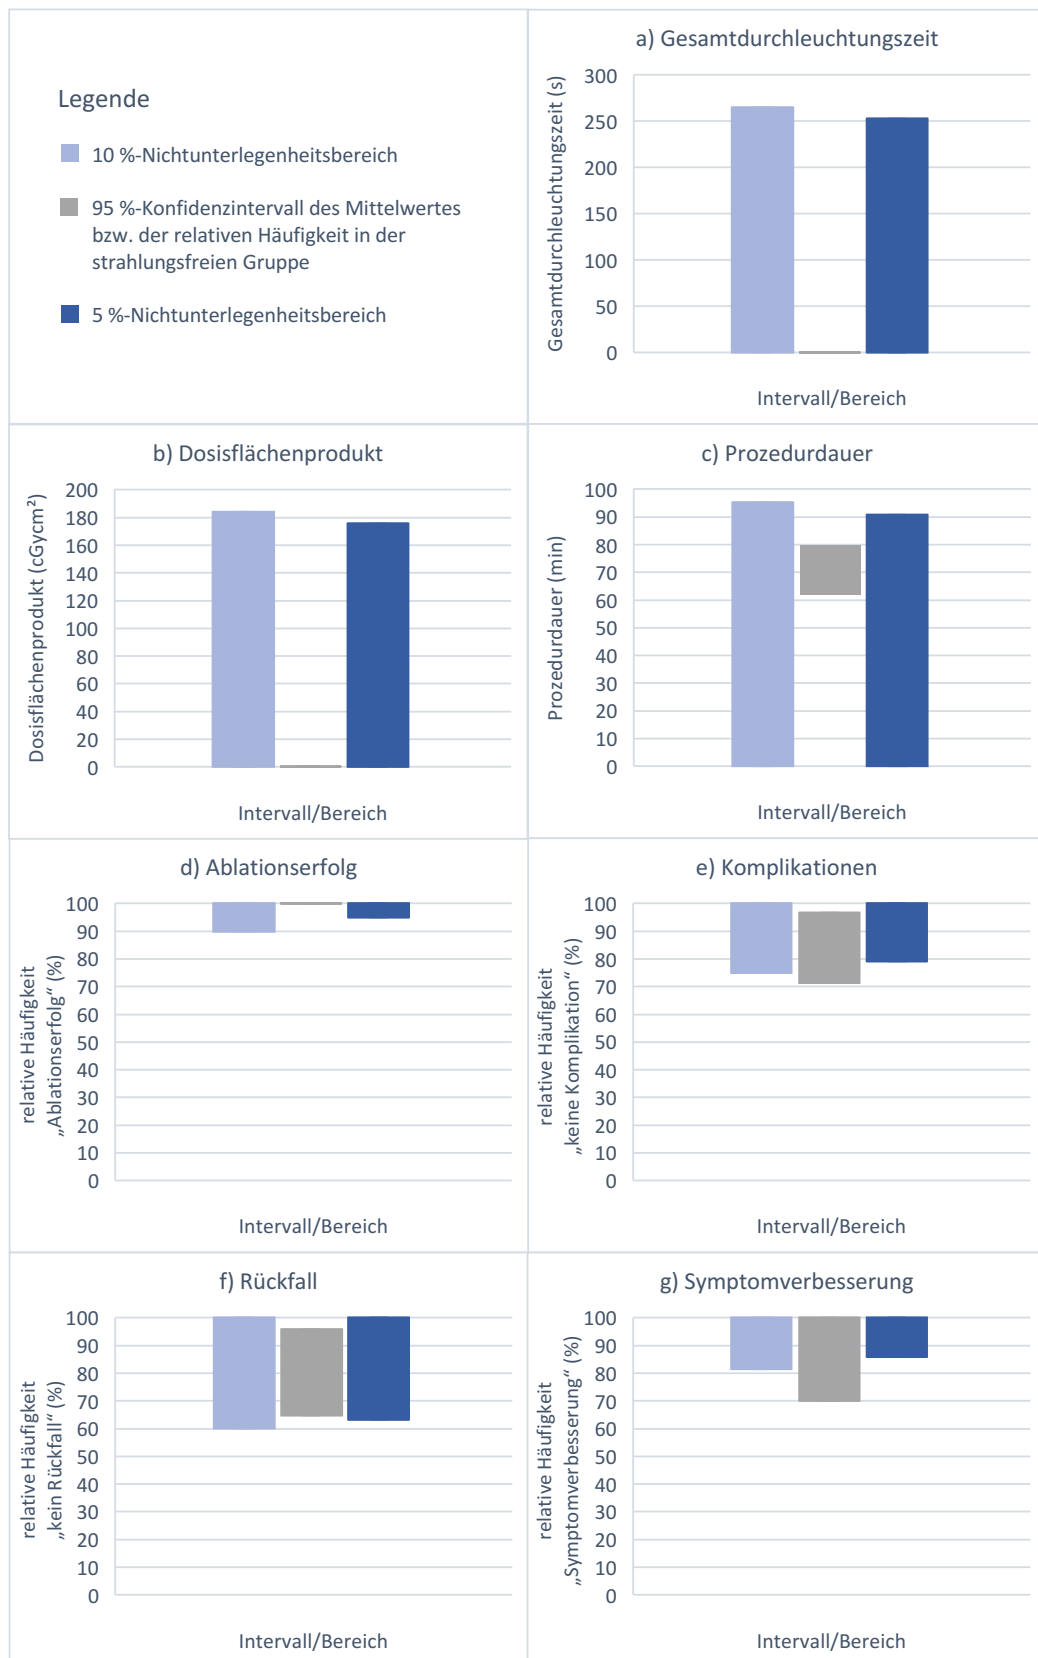 Legende
10 %-Nichtunterlegenheitsbereich
95 %-Konfidenzintervall des Mittelwertes
bzw. der relativen Häufigkeit in der
strahlungsfreien Gruppe
5 %-Nichtunterlegenheitsbereich
a) Gesamtdurchleuchtungszeit
Gesamtdurchleuchtungszeit (s)
300
250
200
150
100
50
0
Intervall/Bereich
b) Dosisflächenprodukt
Dosisflächenprodukt (cGycm²)
200
180
160
140
120
100
80
60
40
20
0
Intervall/Bereich
c) Prozedurdauer
Prozedurdauer (min)
100
90
80
70
60
50
40
30
20
10
0
Intervall/Bereich
d) Ablationserfolg
relative Häufigkeit
„Ablationserfolg“ (%)
100
90
80
70
60
50
40
30
20
10
0
Intervall/Bereich
e) Komplikationen
relative Häufigkeit
„keine Komplikation“ (%)
100
90
80
70
60
50
40
30
20
10
0
Intervall/Bereich
f) Rückfall
relative Häufigkeit
„kein Rückfall“ (%)
100
90
80
70
60
50
40
30
20
10
0
Intervall/Bereich
g) Symptomverbesserung
relative Häufigkeit
„Symptomverbesserung“ (%)
100
90
80
70
60
50
40
30
20
10
0
Intervall/Bereich